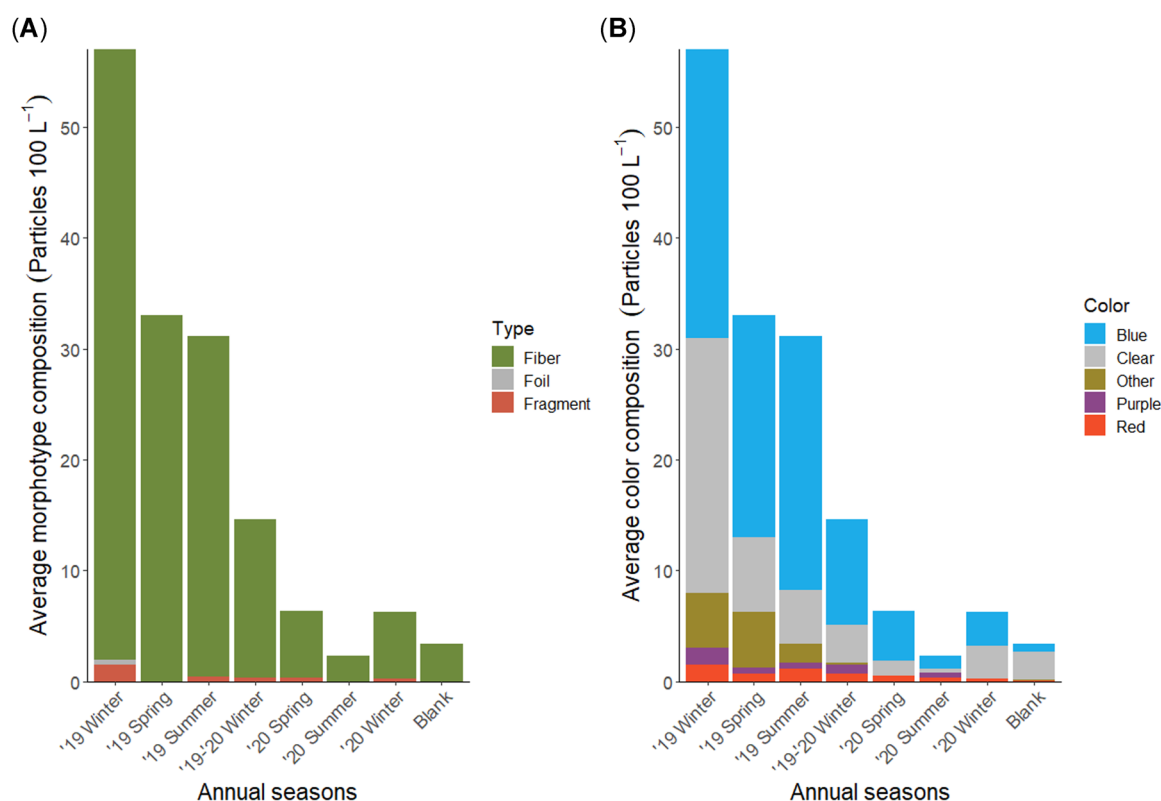 (A)
Average morphotype composition (Particles 100 L⁻¹)
50
40
30
20
10
0
'19 Winter
'19 Spring
'19 Summer
'19-'20 Winter
'20 Spring
'20 Summer
'20 Winter
Blank
Annual seasons
Type
Fiber
Foil
Fragment
(B)
Average color composition (Particles 100 L⁻¹)
50
40
30
20
10
0
'19 Winter
'19 Spring
'19 Summer
'19-'20 Winter
'20 Spring
'20 Summer
'20 Winter
Blank
Annual seasons
Color
Blue
Clear
Other
Purple
Red